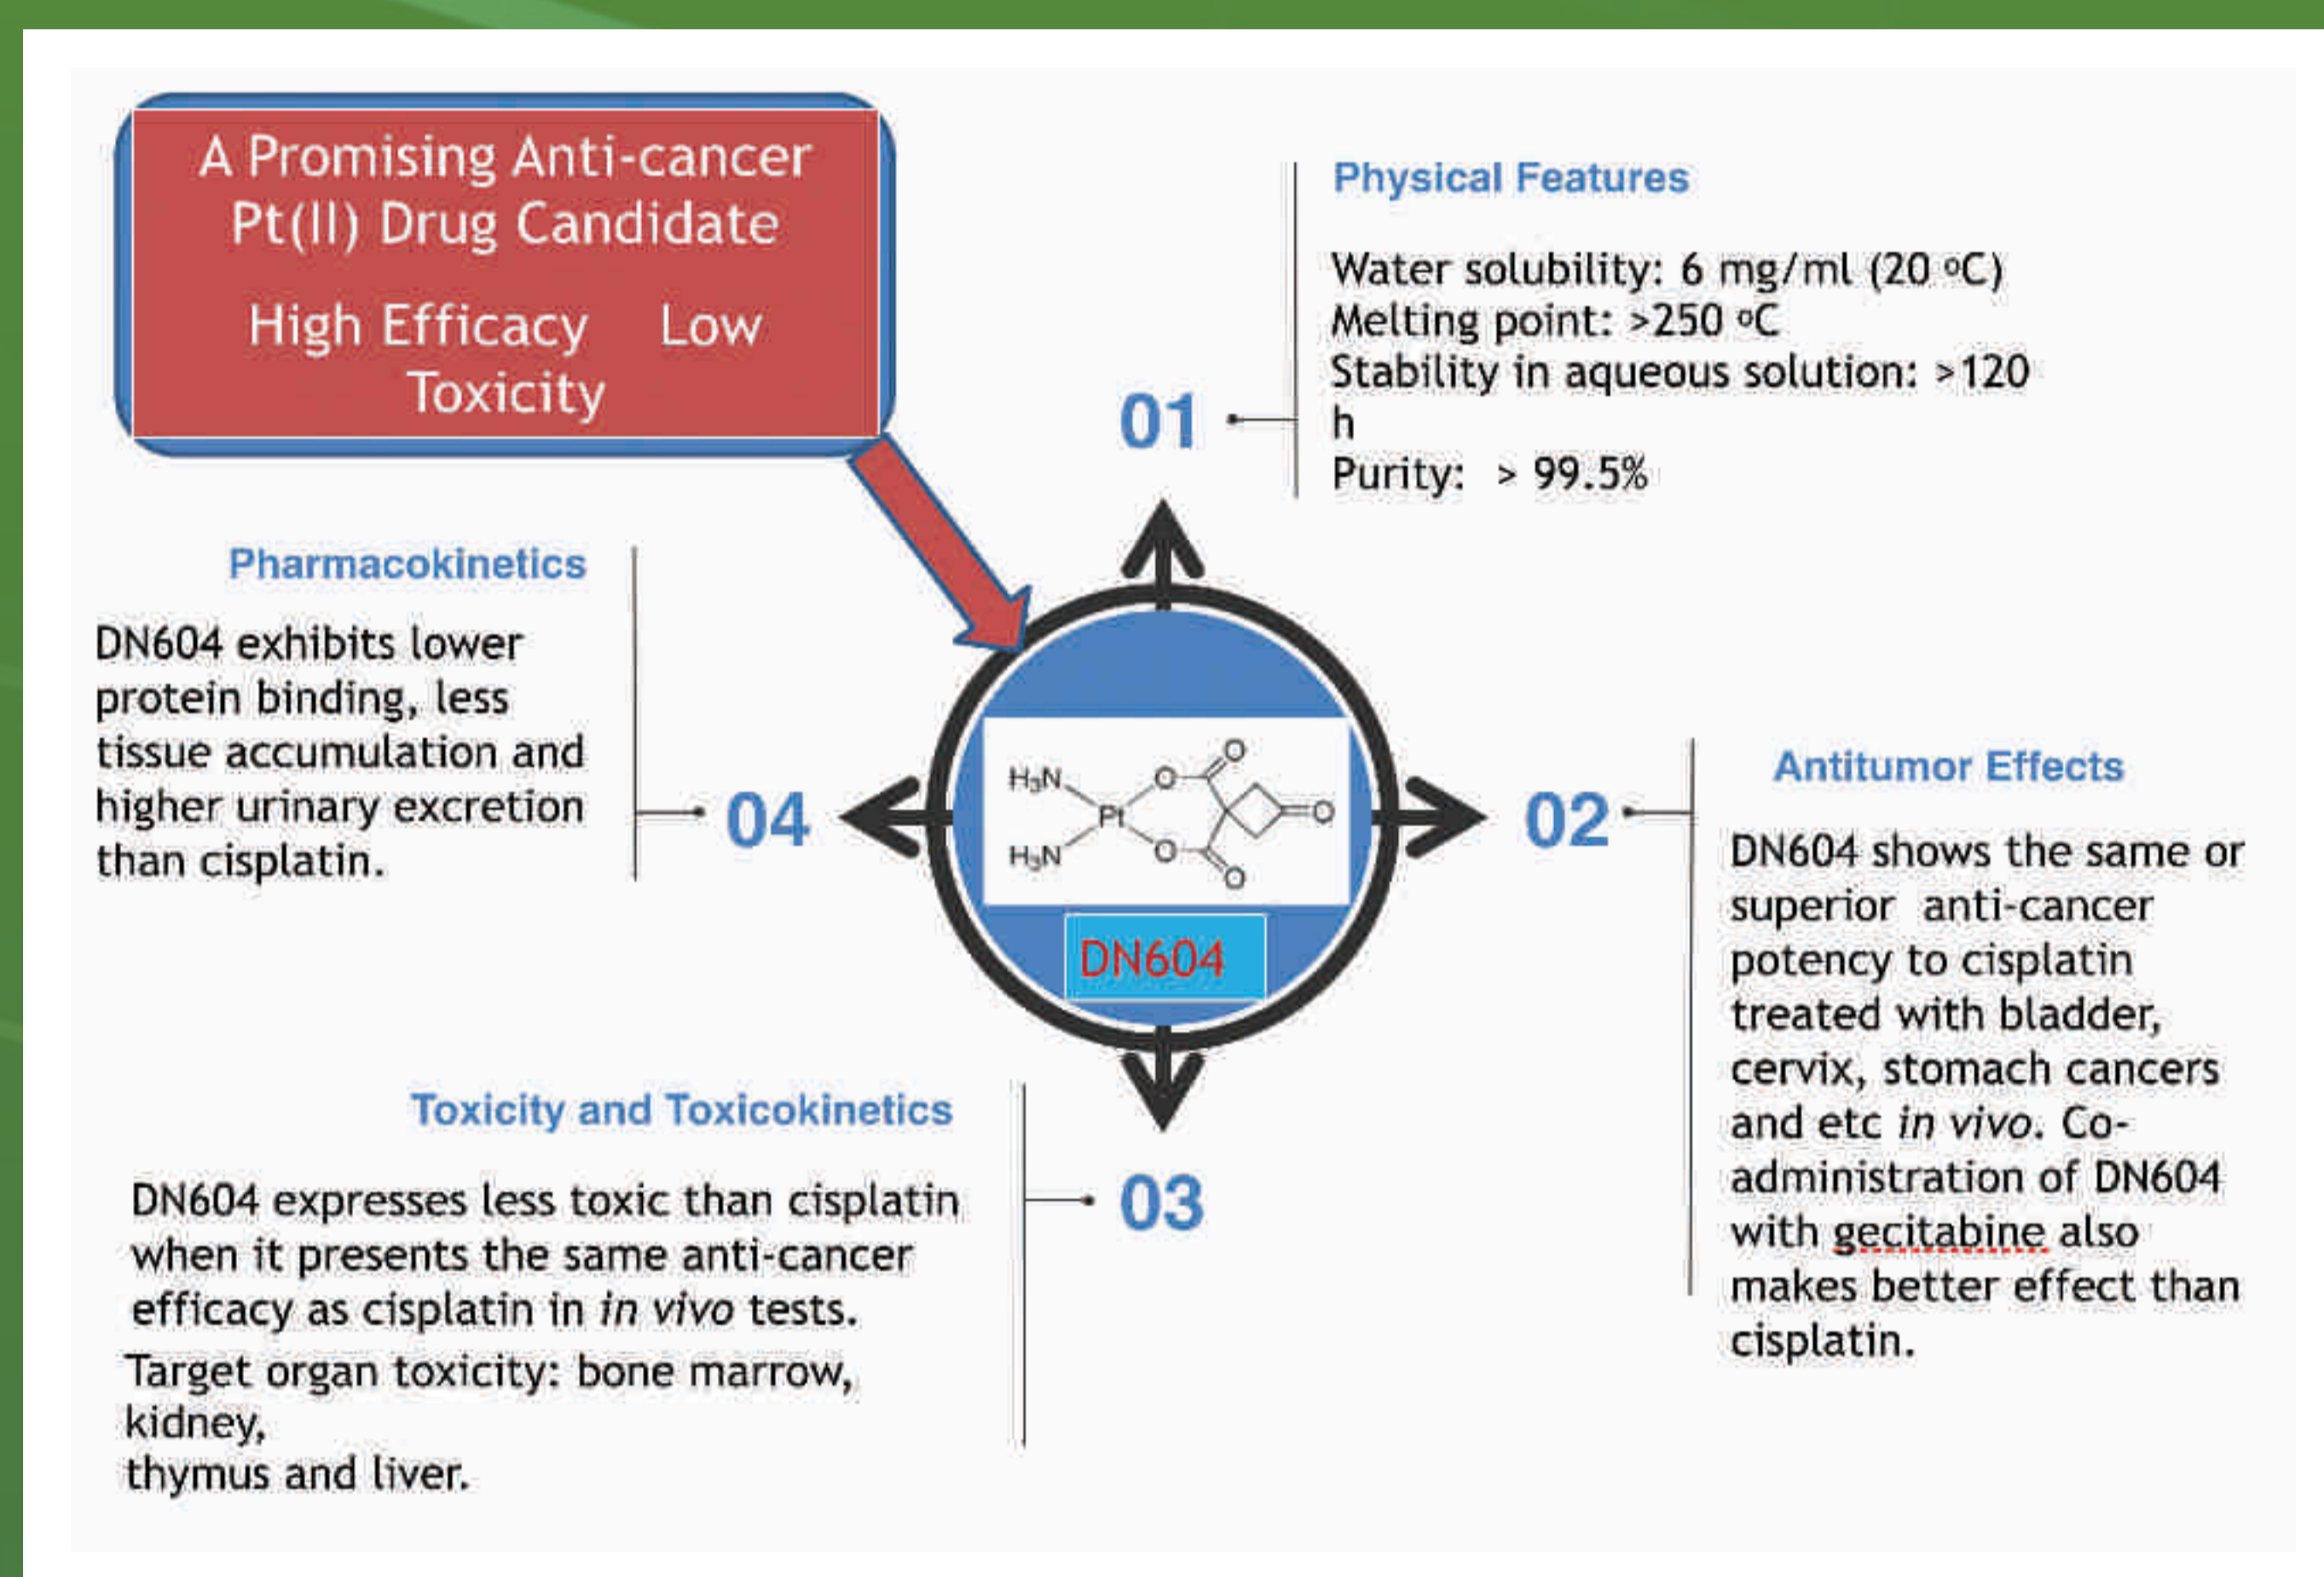 A Promising Anti-cancer
Pt(II) Drug Candidate
High Efficacy Low
Toxicity
01
Physical Features
Water solubility: 6 mg/ml (20 ºC)
Melting point: >250 ºC
Stability in aqueous solution: >120
h
Purity: > 99.5%
02
Antitumor Effects
DN604 shows the same or
superior anti-cancer
potency to cisplatin
treated with bladder,
cervix, stomach cancers
and etc in vivo. Co-
administration of DN604
with gecitabine also
makes better effect than
cisplatin.
03
Toxicity and Toxicokinetics
DN604 expresses less toxic than cisplatin
when it presents the same anti-cancer
efficacy as cisplatin in in vivo tests.
Target organ toxicity: bone marrow,
kidney,
thymus and liver.
04
Pharmacokinetics
DN604 exhibits lower
protein binding, less
tissue accumulation and
higher urinary excretion
than cisplatin.
O
H₃N O
Pt O
H₃N O
O
DN604